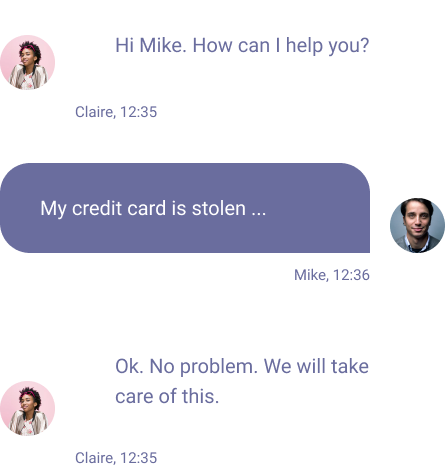 Hi Mike. How can I help you?
Claire, 12:35
My credit card is stolen ...
Mike, 12:36
Ok. No problem. We will take
care of this.
Claire, 12:35